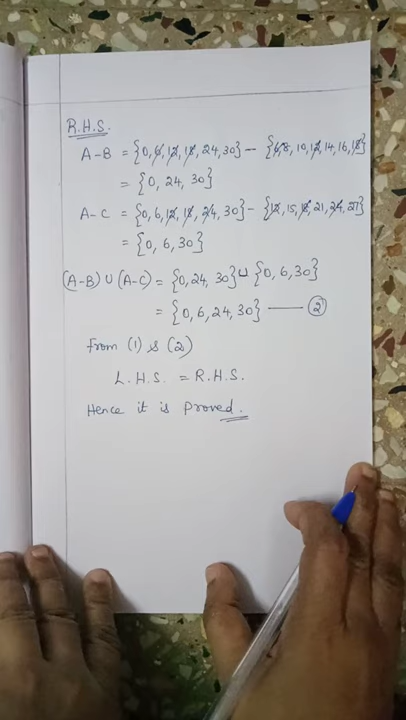 R.H.S.
A-B = {0, 6, 12, 18, 24, 30} - {6, 8, 10, 12, 14, 16, 18}
= {0, 24, 30}
A-C = {0, 6, 12, 18, 24, 30} - {12, 15, 18, 21, 24, 27}
= {0, 6, 30}
(A-B) ∪ (A-C) = {0, 24, 30} ∪ {0, 6, 30}
= {0, 6, 24, 30} —— (2)
From (1) & (2)
L.H.S. = R.H.S.
Hence it is proved.